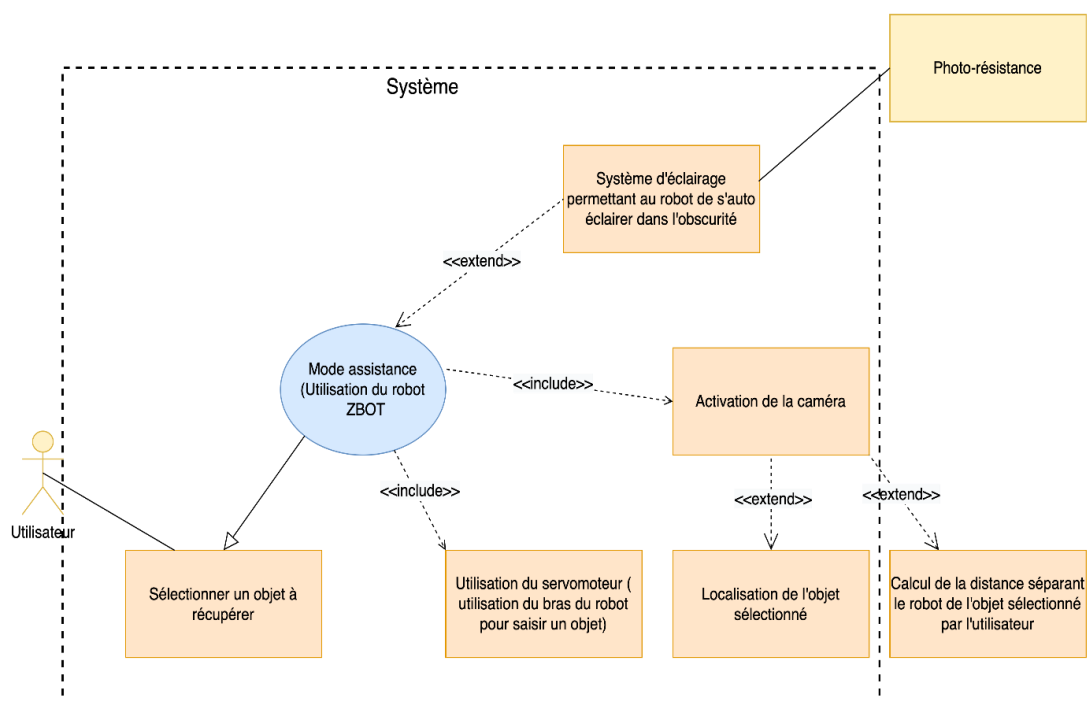 Photo-résistance
Système
Système d'éclairage
permettant au robot de s'auto
éclairer dans l'obscurité
<<extend>>
Mode assistance
(Utilisation du robot
ZBOT
<<include>>
Activation de la caméra
<<include>>
<<extend>>
<<extend>>
Utilisateur
Sélectionner un objet à
récupérer
Utilisation du servomoteur (
utilisation du bras du robot
pour saisir un objet)
Localisation de l'objet
sélectionné
Calcul de la distance séparant
le robot de l'objet sélectionné
par l'utilisateur